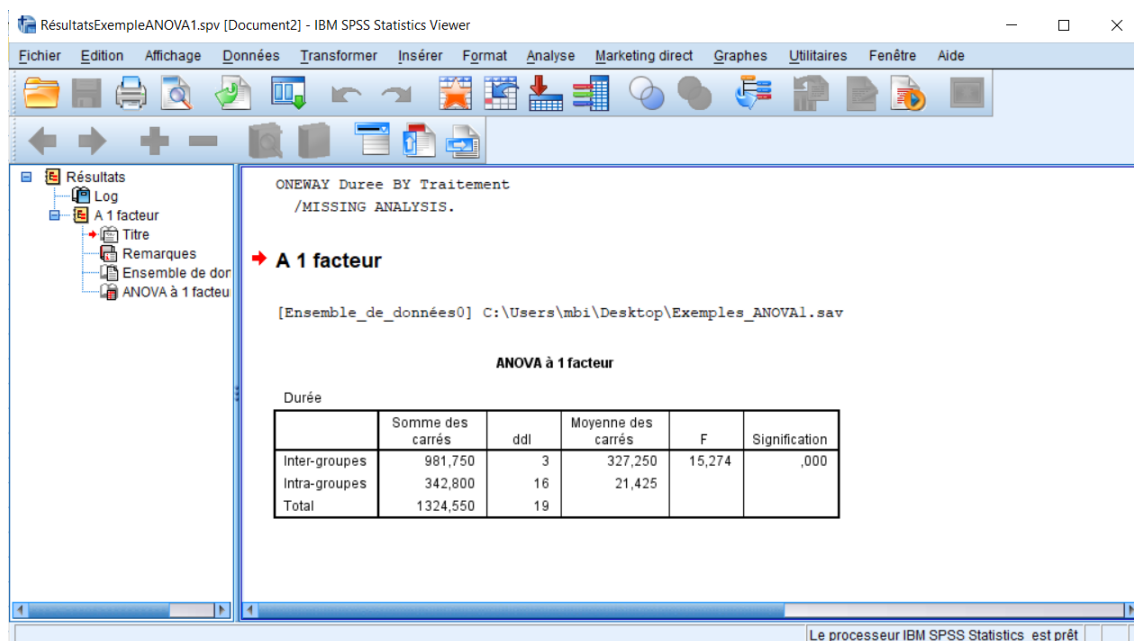 RésultatsExempleANOVA1.spv [Document2] - IBM SPSS Statistics Viewer
Fichier Edition Affichage Données Transformer Insérer Format Analyse Marketing direct Graphes Utilitaires Fenêtre Aide
Résultats
Log
A 1 facteur
Titre
Remarques
Ensemble de dor
ANOVA à 1 facteu
ONEWAY Duree BY Traitement
/MISSING ANALYSIS.
A 1 facteur
[Ensemble_de_données0] C:\Users\mbi\Desktop\Exemples_ANOVA1.sav
ANOVA à 1 facteur
Durée
Somme des carrés ddl Moyenne des carrés F Signification
Inter-groupes 981,750 3 327,250 15,274 ,000
Intra-groupes 342,800 16 21,425
Total 1324,550 19
Le processeur IBM SPSS Statistics est prêt